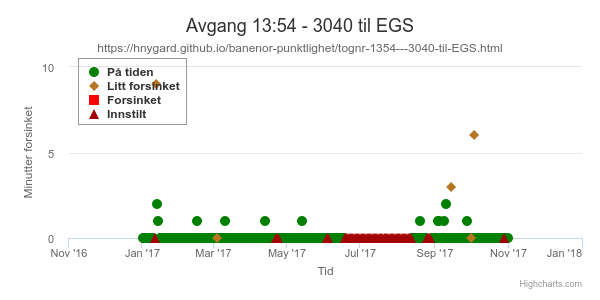 Avgang 13:54 - 3040 til EGS
https://hnygard.github.io/banenor-punktlighet/tognr-1354---3040-til-EGS.html
På tiden
Litt forsinket
Forsinket
Innstilt
Minutter forsinket
10
5
0
Nov '16 Jan '17 Mar '17 May '17 Jul '17 Sep '17 Nov '17 Jan '18
Tid
Highcharts.com